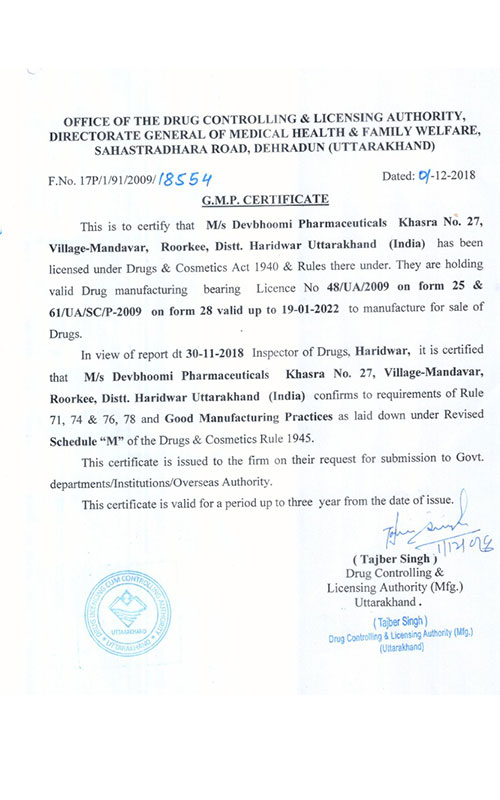 OFFICE OF THE DRUG CONTROLLING & LICENSING AUTHORITY,
DIRECTORATE GENERAL OF MEDICAL HEALTH & FAMILY WELFARE,
SAHASTRADHARA ROAD, DEHRADUN (UTTARAKHAND)
F.No. 17P/1/91/2009/18554 Dated: 01-12-2018
G.M.P. CERTIFICATE
This is to certify that M/s Devbhoomi Pharmaceuticals Khasra No. 27,
Village-Mandavar, Roorkee, Distt. Haridwar Uttarakhand (India) has been
licensed under Drugs & Cosmetics Act 1940 & Rules there under. They are holding
valid Drug manufacturing bearing Licence No 48/UA/2009 on form 25 &
61/UA/SC/P-2009 on form 28 valid up to 19-01-2022 to manufacture for sale of
Drugs.
In view of report dt 30-11-2018 Inspector of Drugs, Haridwar, it is certified
that M/s Devbhoomi Pharmaceuticals Khasra No. 27, Village-Mandavar,
Roorkee, Distt. Haridwar Uttarakhand (India) confirms to requirements of Rule
71, 74 & 76, 78 and Good Manufacturing Practices as laid down under Revised
Schedule “M” of the Drugs & Cosmetics Rule 1945.
This certificate is issued to the firm on their request for submission to Govt.
departments/Institutions/Overseas Authority.
This certificate is valid for a period up to three year from the date of issue.
( Tajber Singh )
Drug Controlling &
Licensing Authority (Mfg.)
Uttarakhand .
( Tajber Singh )
Drug Controlling & Licensing Authority (Mfg.)
(Uttarakhand)
DRUG LICENSING CUM CONTROLLING AUTHORITY
UTTARAKHAND
UTTARAKHAND